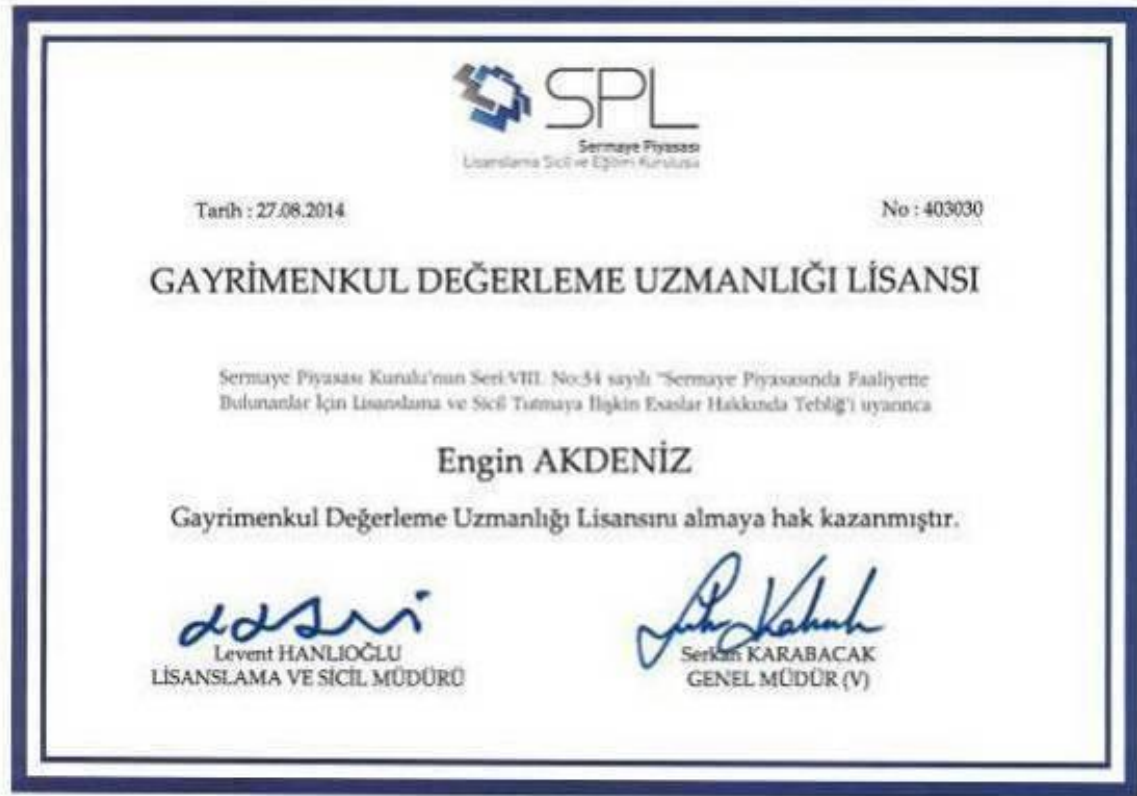 SPL
Sermaye Piyasası
Lisanslama Sicil ve Eğitim Kuruluşu
Tarih : 27.08.2014
No : 403030
GAYRİMENKUL DEĞERLEME UZMANLIĞI LİSANSI
Sermaye Piyasası Kurulu'nun Seri:VIII, No:34 sayılı "Sermaye Piyasasında Faaliyette
Bulunanlar İçin Lisanslama ve Sicil Tutmaya İlişkin Esaslar Hakkında Tebliğ'i uyarınca
Engin AKDENİZ
Gayrimenkul Değerleme Uzmanlığı Lisansını almaya hak kazanmıştır.
Levent HANLIOĞLU
LİSANSLAMA VE SİCİL MÜDÜRÜ
Serkan KARABACAK
GENEL MÜDÜR (V)